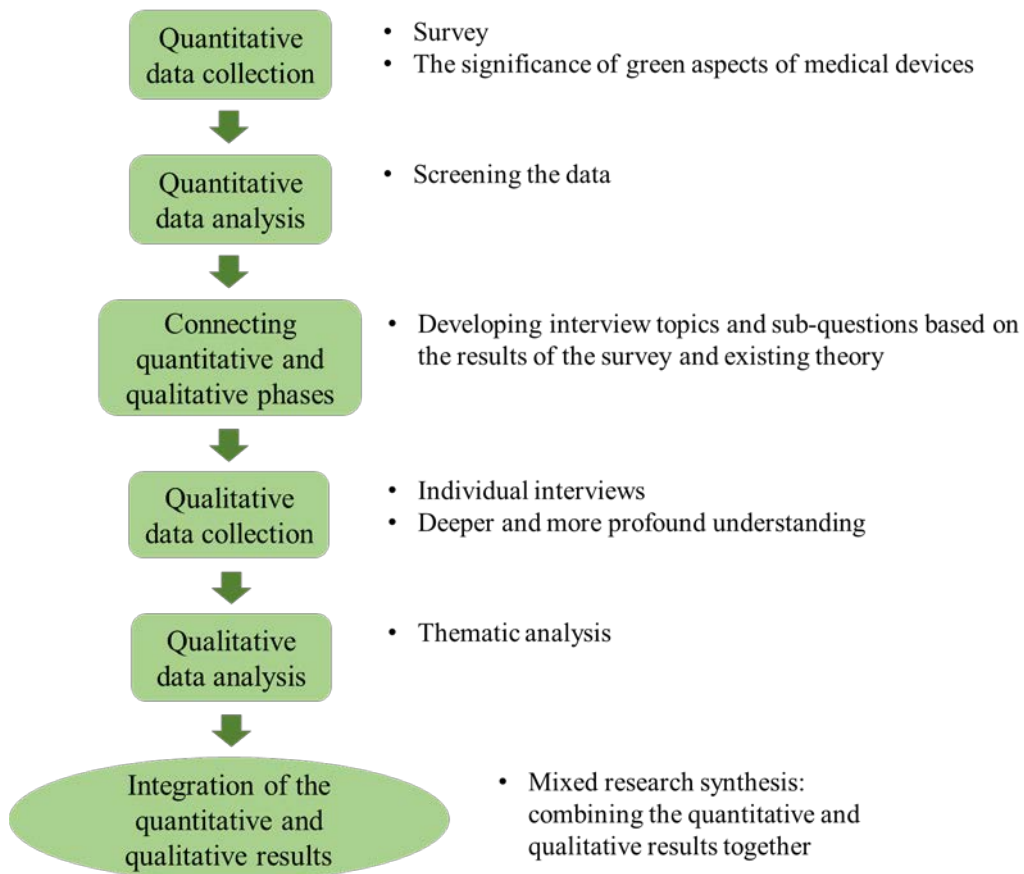 Quantitative
data collection
• Survey
• The significance of green aspects of medical devices
Quantitative
data analysis
• Screening the data
Connecting
quantitative and
qualitative phases
• Developing interview topics and sub-questions based on
the results of the survey and existing theory
Qualitative
data collection
• Individual interviews
• Deeper and more profound understanding
Qualitative
data analysis
• Thematic analysis
Integration of the
quantitative and
qualitative results
• Mixed research synthesis:
combining the quantitative and
qualitative results together